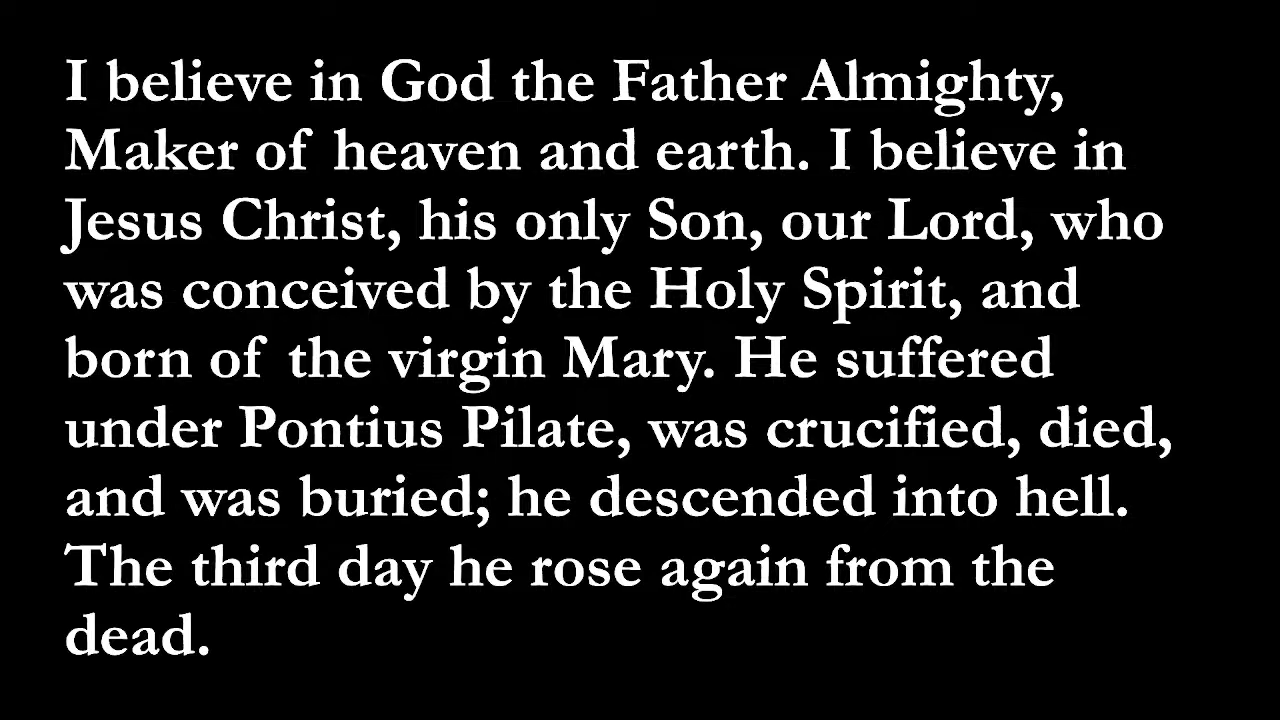 I believe in God the Father Almighty,
Maker of heaven and earth. I believe in
Jesus Christ, his only Son, our Lord, who
was conceived by the Holy Spirit, and
born of the virgin Mary. He suffered
under Pontius Pilate, was crucified, died,
and was buried; he descended into hell.
The third day he rose again from the
dead.